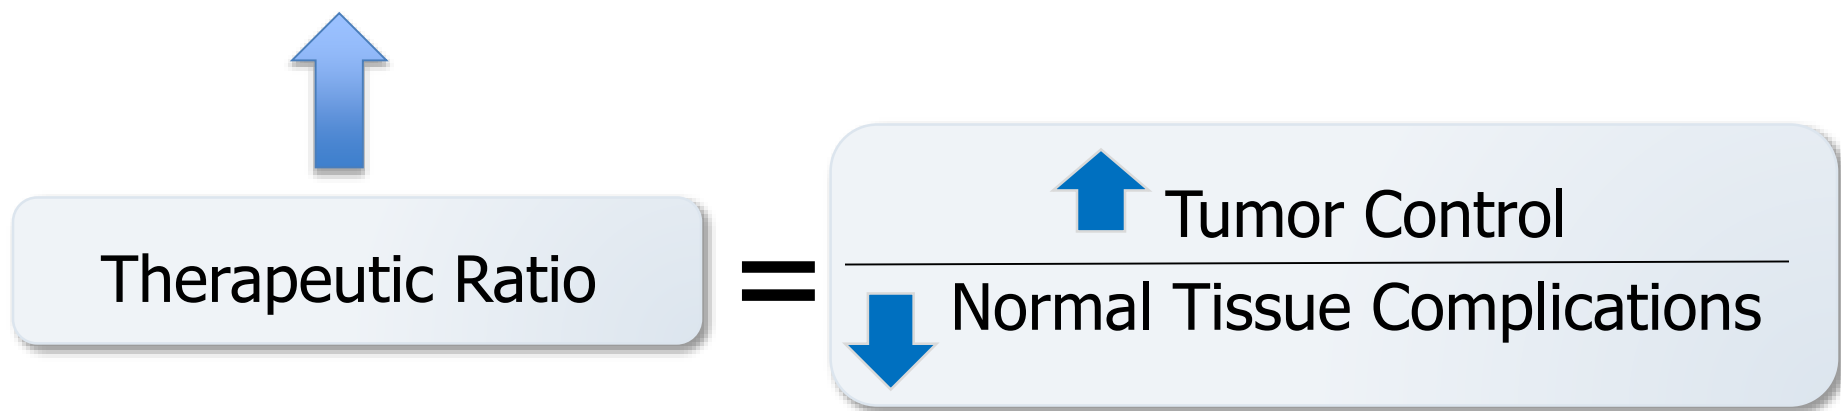 Therapeutic Ratio
=
Tumor Control
Normal Tissue Complications